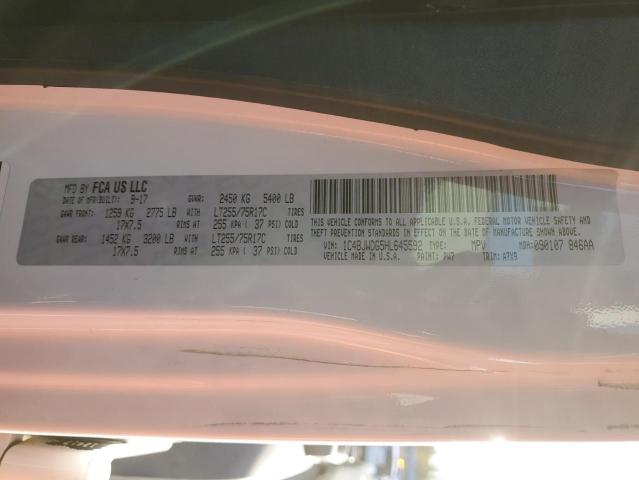 MFD BY FCA US LLC
DATE OF MFR(BUILT): 9-17 GVWR: 2450 KG 5400 LB
GAWR FRONT: 1259 KG 2775 LB WITH LT255/75R17C TIRES
17X7.5 RIMS AT 255 KPA ( 37 PSI) COLD
GAWR REAR: 1452 KG 3200 LB WITH LT255/75R17C TIRES
17X7.5 RIMS AT 255 KPA ( 37 PSI) COLD
THIS VEHICLE CONFORMS TO ALL APPLICABLE U.S.A. FEDERAL MOTOR VEHICLE SAFETY AND
THEFT PREVENTION STANDARDS IN EFFECT ON THE DATE OF MANUFACTURE SHOWN ABOVE.
VIN: 1C4BJWDG5HL645592 TYPE: MPV MDH:090107 846AA
VEHICLE MADE IN U.S.A. PAINT: PW7 TRIM: A7X9